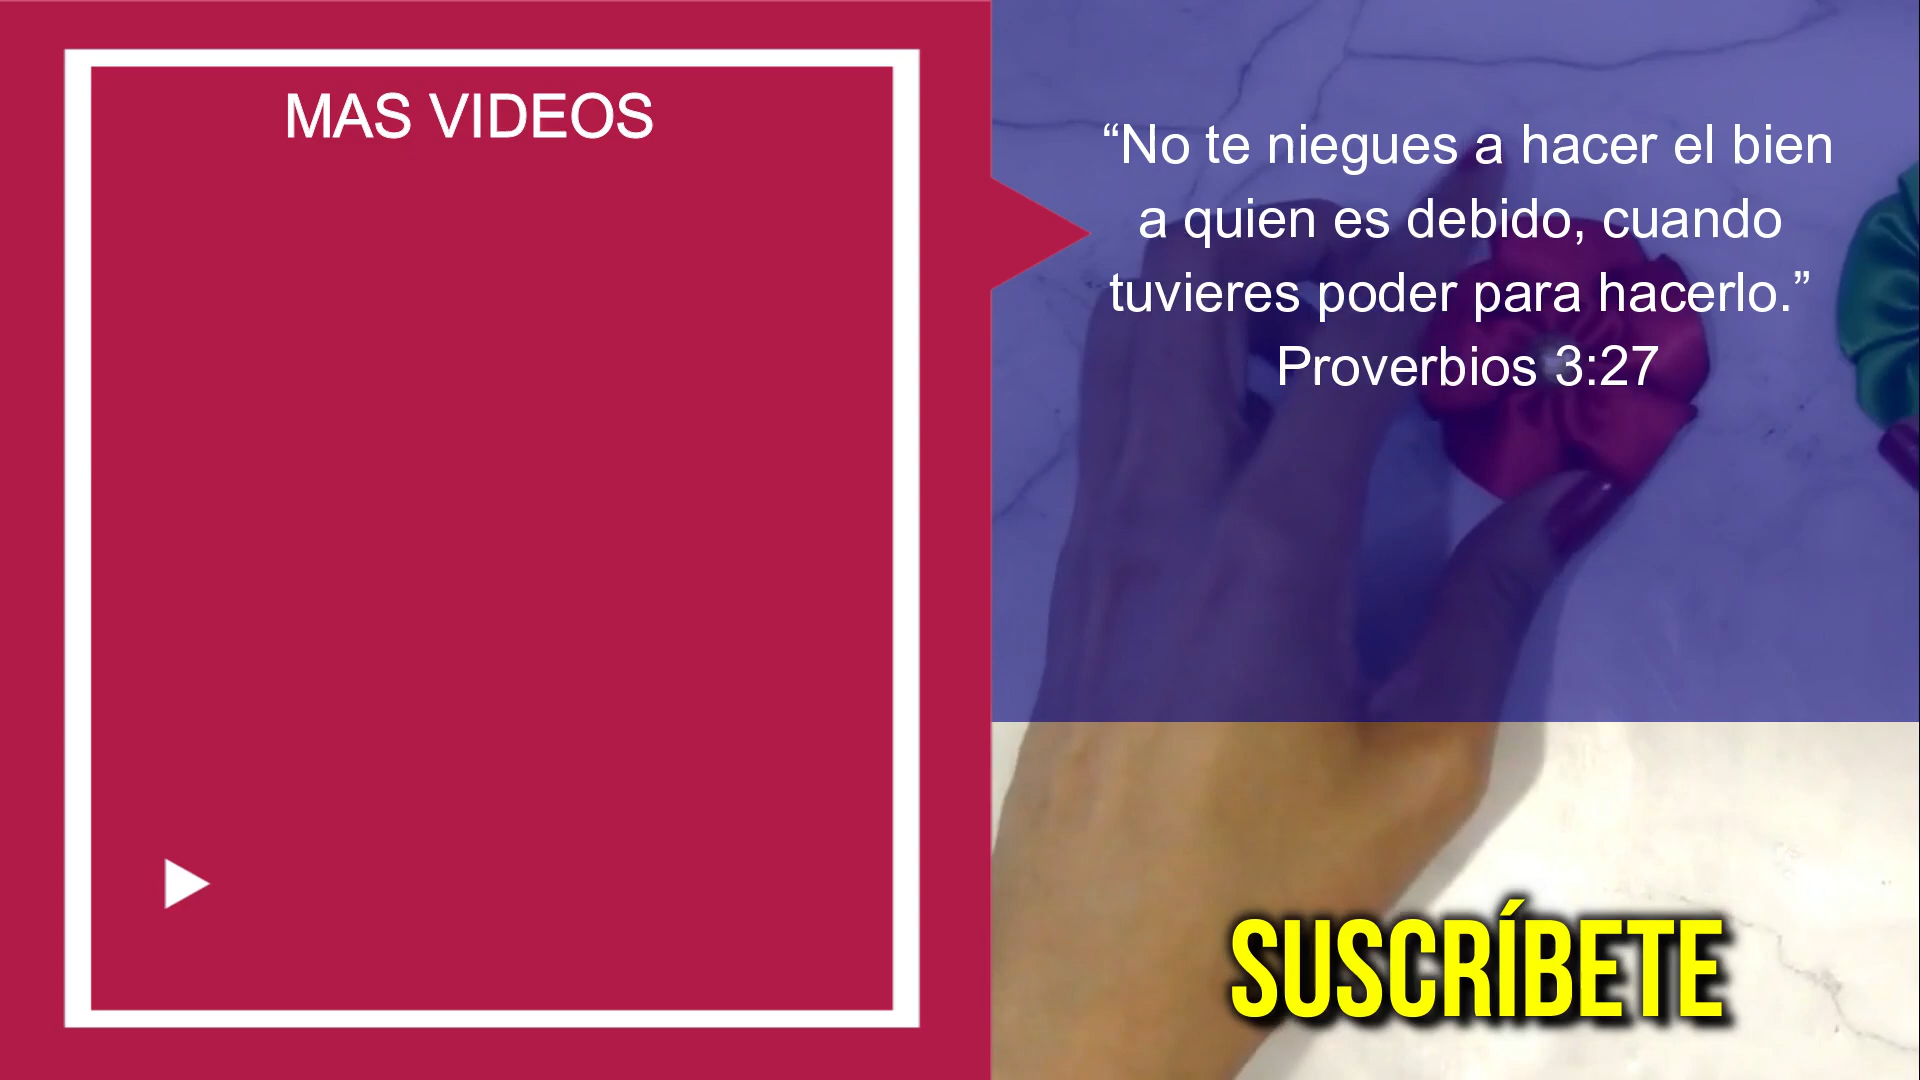 MAS VIDEOS
“No te niegues a hacer el bien
a quien es debido, cuando
tuvieres poder para hacerlo.”
Proverbios 3:27
SUSCRÍBETE